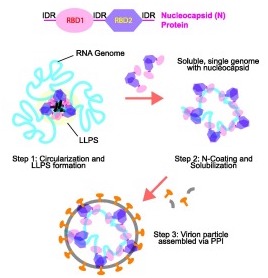 IDR RBD1 IDR RBD2 IDR Nucleocapsid (N)
Protein
RNA Genome
Soluble, single genome
with nucleocapsid
LLPS
Step 1: Circularization and
LLPS formation
Step 2: N-Coating and
Solubilization
Step 3: Virion particle
assembled via PPI